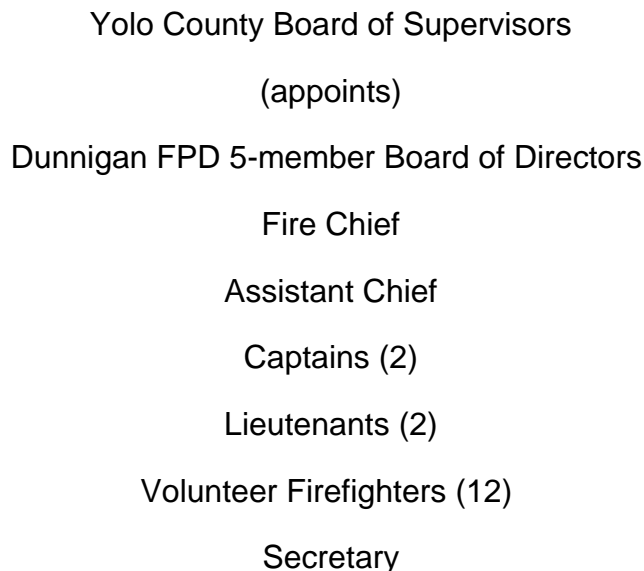 Yolo County Board of Supervisors
(appoints)
Dunnigan FPD 5-member Board of Directors
Fire Chief
Assistant Chief
Captains (2)
Lieutenants (2)
Volunteer Firefighters (12)
Secretary